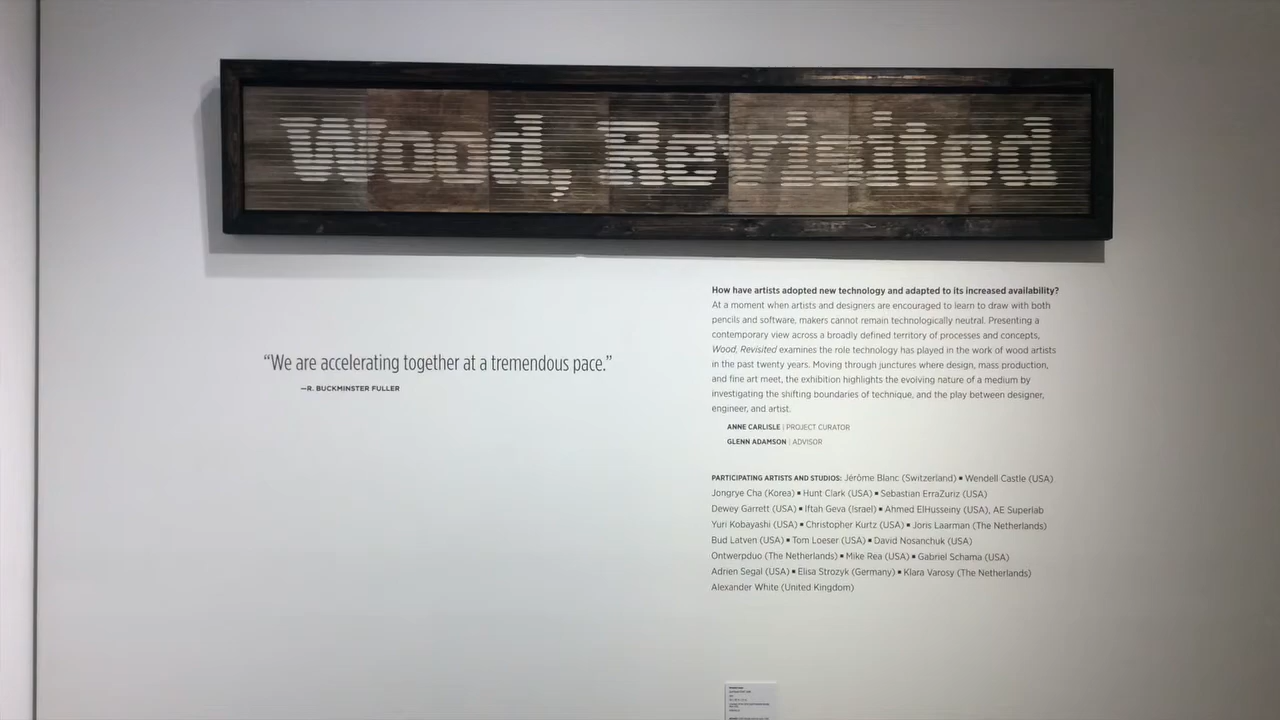 Wood, Revisited
“We are accelerating together at a tremendous pace.”
—R. BUCKMINSTER FULLER
How have artists adopted new technology and adapted to its increased availability?
At a moment when artists and designers are encouraged to learn to draw with both
pencils and software, makers cannot remain technologically neutral. Presenting a
contemporary view across a broadly defined territory of processes and concepts,
Wood, Revisited examines the role technology has played in the work of wood artists
in the past twenty years. Moving through junctures where design, mass production,
and fine art meet, the exhibition highlights the evolving nature of a medium by
investigating the shifting boundaries of technique, and the play between designer,
engineer, and artist.
ANNE CARLISLE | PROJECT CURATOR
GLENN ADAMSON | ADVISOR
PARTICIPATING ARTISTS AND STUDIOS: Jérôme Blanc (Switzerland) ▪ Wendell Castle (USA)
Jongrye Cha (Korea) ▪ Hunt Clark (USA) ▪ Sebastian ErraZuriz (USA)
Dewey Garrett (USA) ▪ Iftah Geva (Israel) ▪ Ahmed ElHusseiny (USA), AE Superlab
Yuri Kobayashi (USA) ▪ Christopher Kurtz (USA) ▪ Joris Laarman (The Netherlands)
Bud Latven (USA) ▪ Tom Loeser (USA) ▪ David Nosanchuk (USA)
Ontwerpduo (The Netherlands) ▪ Mike Rea (USA) ▪ Gabriel Schama (USA)
Adrien Segal (USA) ▪ Elisa Strozyk (Germany) ▪ Klara Varosy (The Netherlands)
Alexander White (United Kingdom)